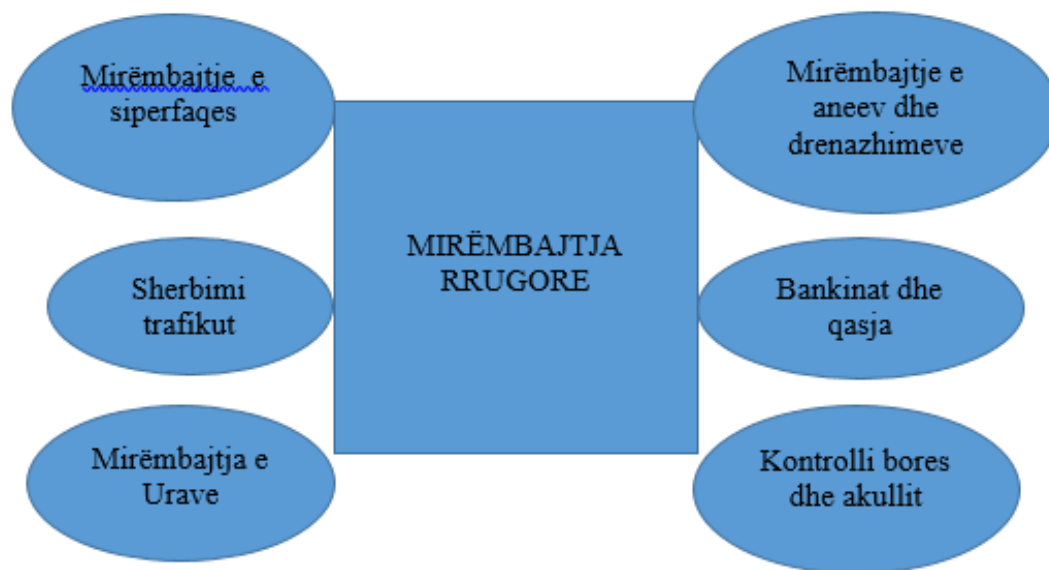 Mirëmbajtje e
siperfaqes
Mirëmbajtje e
aneev dhe
drenazhimeve
MIRËMBAJTJA
RRUGORE
Sherbimi
trafikut
Bankinat dhe
qasja
Mirëmbajtja e
Urave
Kontrolli bores
dhe akullit